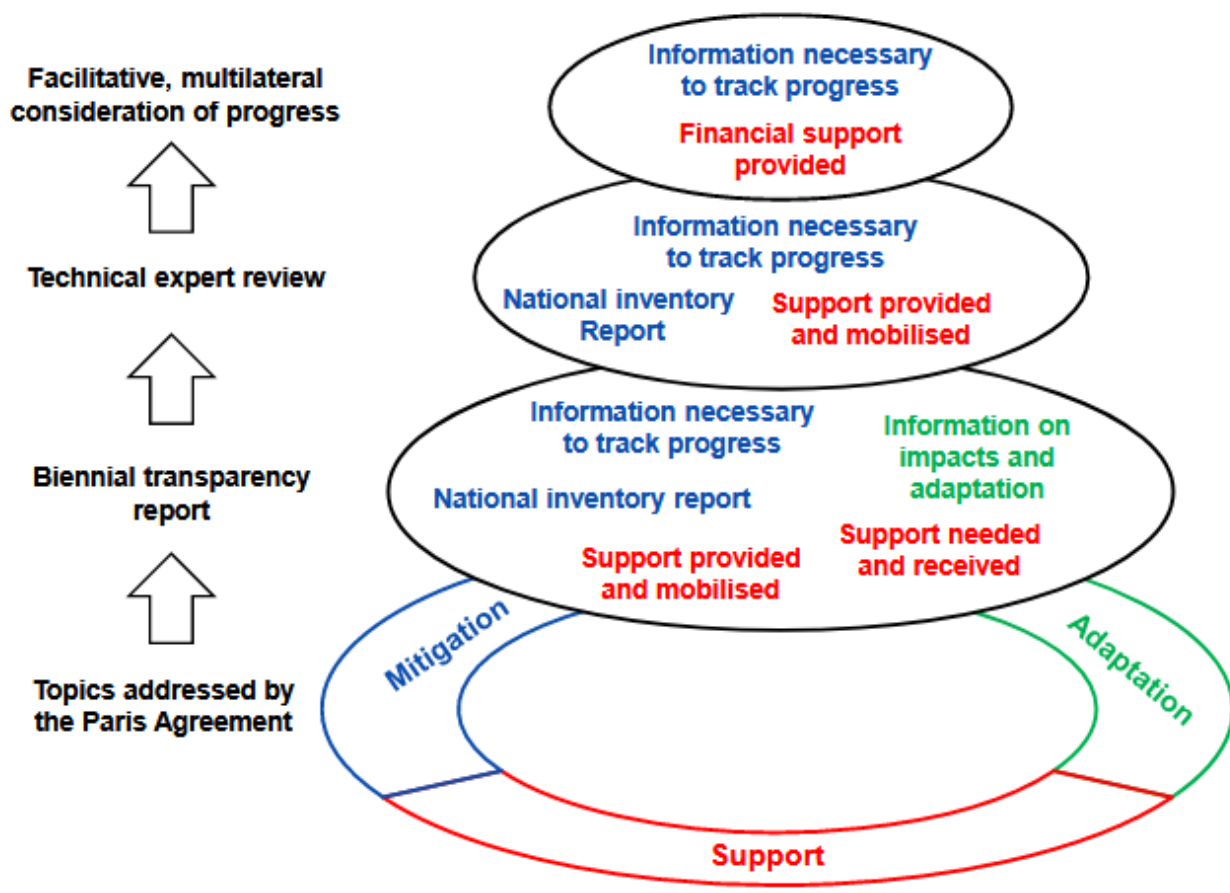 Facilitative, multilateral
consideration of progress
Technical expert review
Biennial transparency
report
Topics addressed by
the Paris Agreement
Information necessary
to track progress
Financial support
provided
Information necessary
to track progress
National inventory
Report
Support provided
and mobilised
Information necessary
to track progress
Information on
impacts and
adaptation
National inventory report
Support needed
and received
Support provided
and mobilised
Mitigation
Adaptation
Support